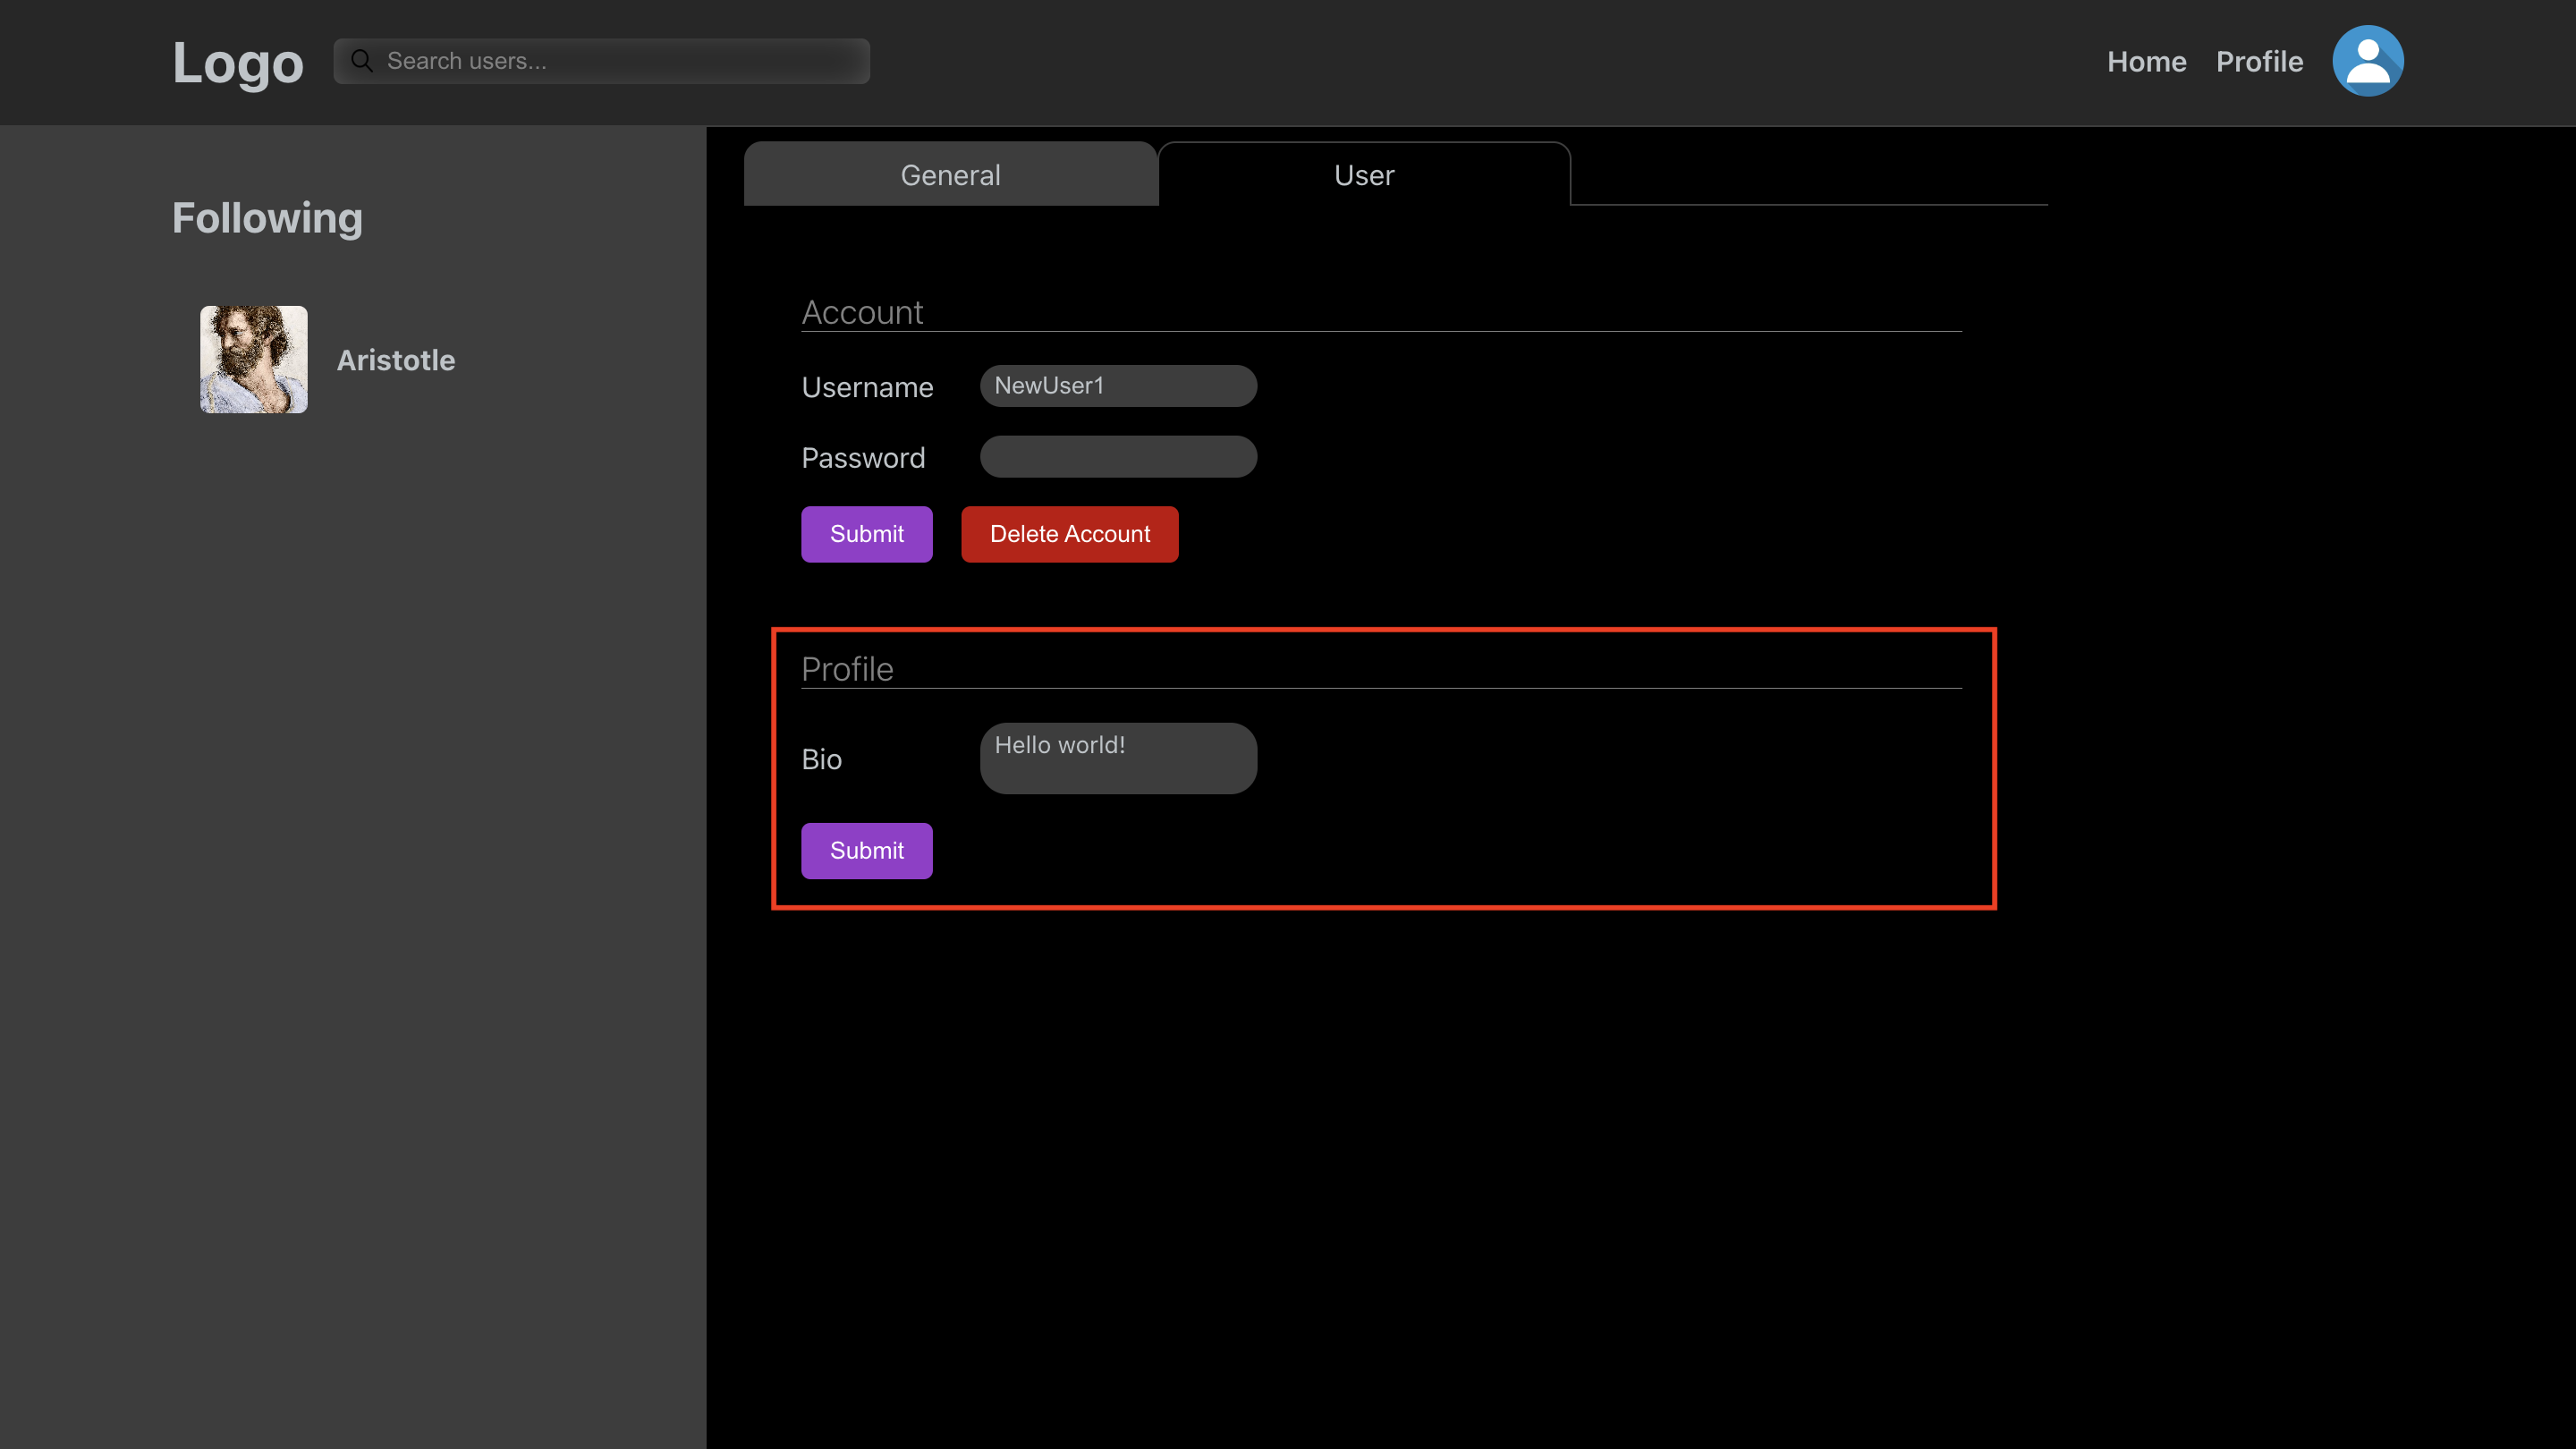 Logo
Search users...
Home
Profile
Following
Aristotle
General
User
Account
Username
NewUser1
Password
Submit
Delete Account
Profile
Bio
Hello world!
Submit